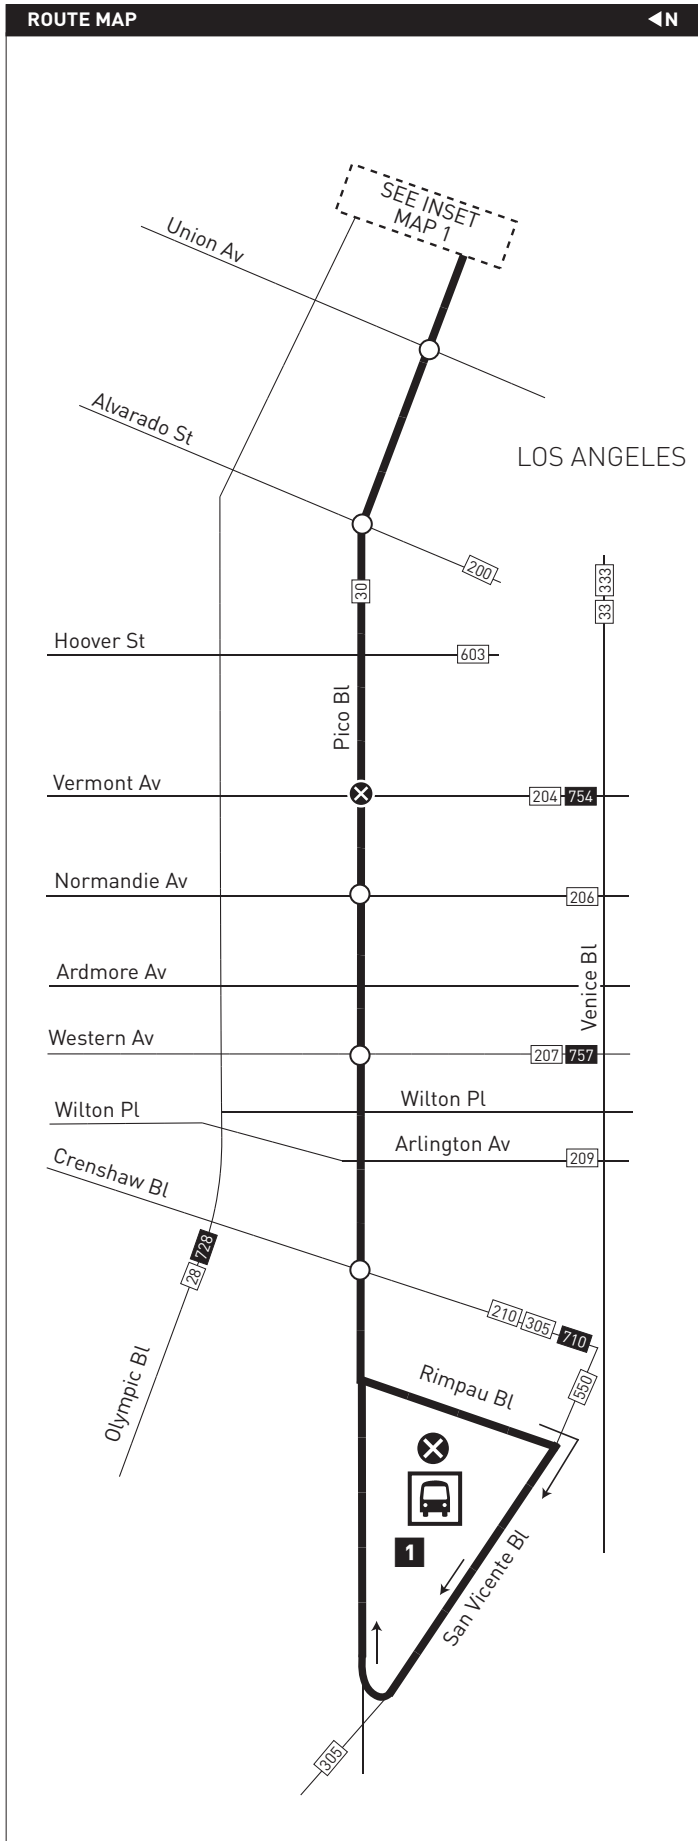 ROUTE MAP
N
SEE INSET
MAP 1
Union Av
Alvarado St
LOS ANGELES
200
333
33
30
Hoover St
603
Pico Bl
Vermont Av
204
754
Normandie Av
206
Ardmore Av
Venice Bl
Western Av
207
757
Wilton Pl
Wilton Pl
Arlington Av
209
Crenshaw Bl
728
28
210
305
710
Olympic Bl
Rimpau Bl
550
1
San Vicente Bl
305